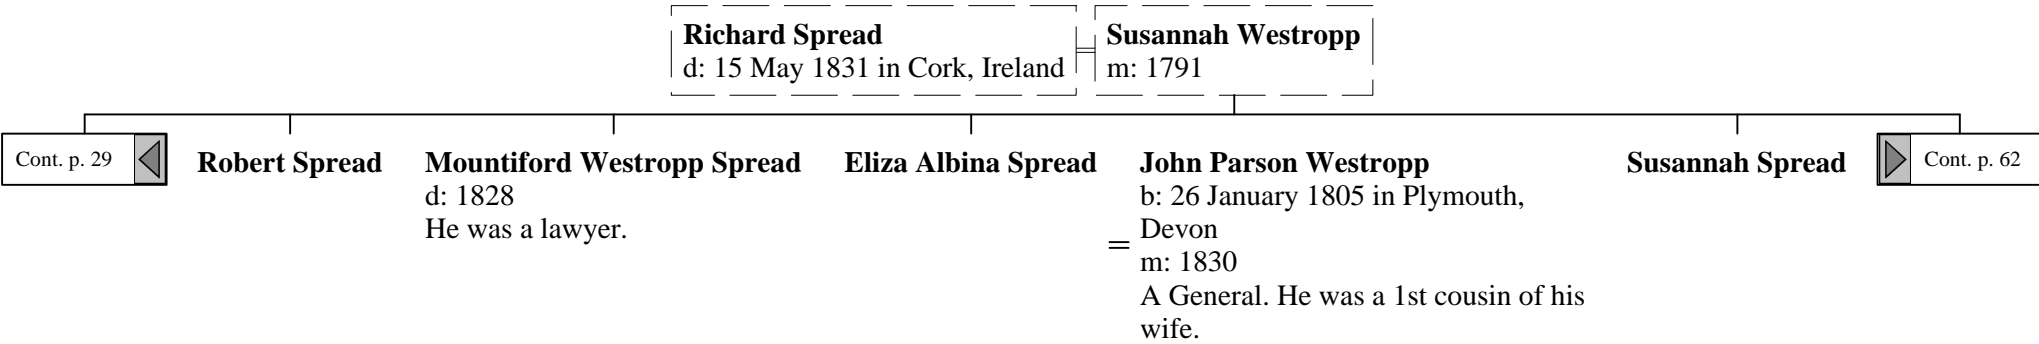 Richard Spread
d: 15 May 1831 in Cork, Ireland
=
Susannah Westropp
m: 1791
Cont. p. 29
Robert Spread
Mountiford Westropp Spread
d: 1828
He was a lawyer.
Eliza Albina Spread
=
John Parson Westropp
b: 26 January 1805 in Plymouth,
Devon
m: 1830
A General. He was a 1st cousin of his
wife.
Susannah Spread
Cont. p. 62